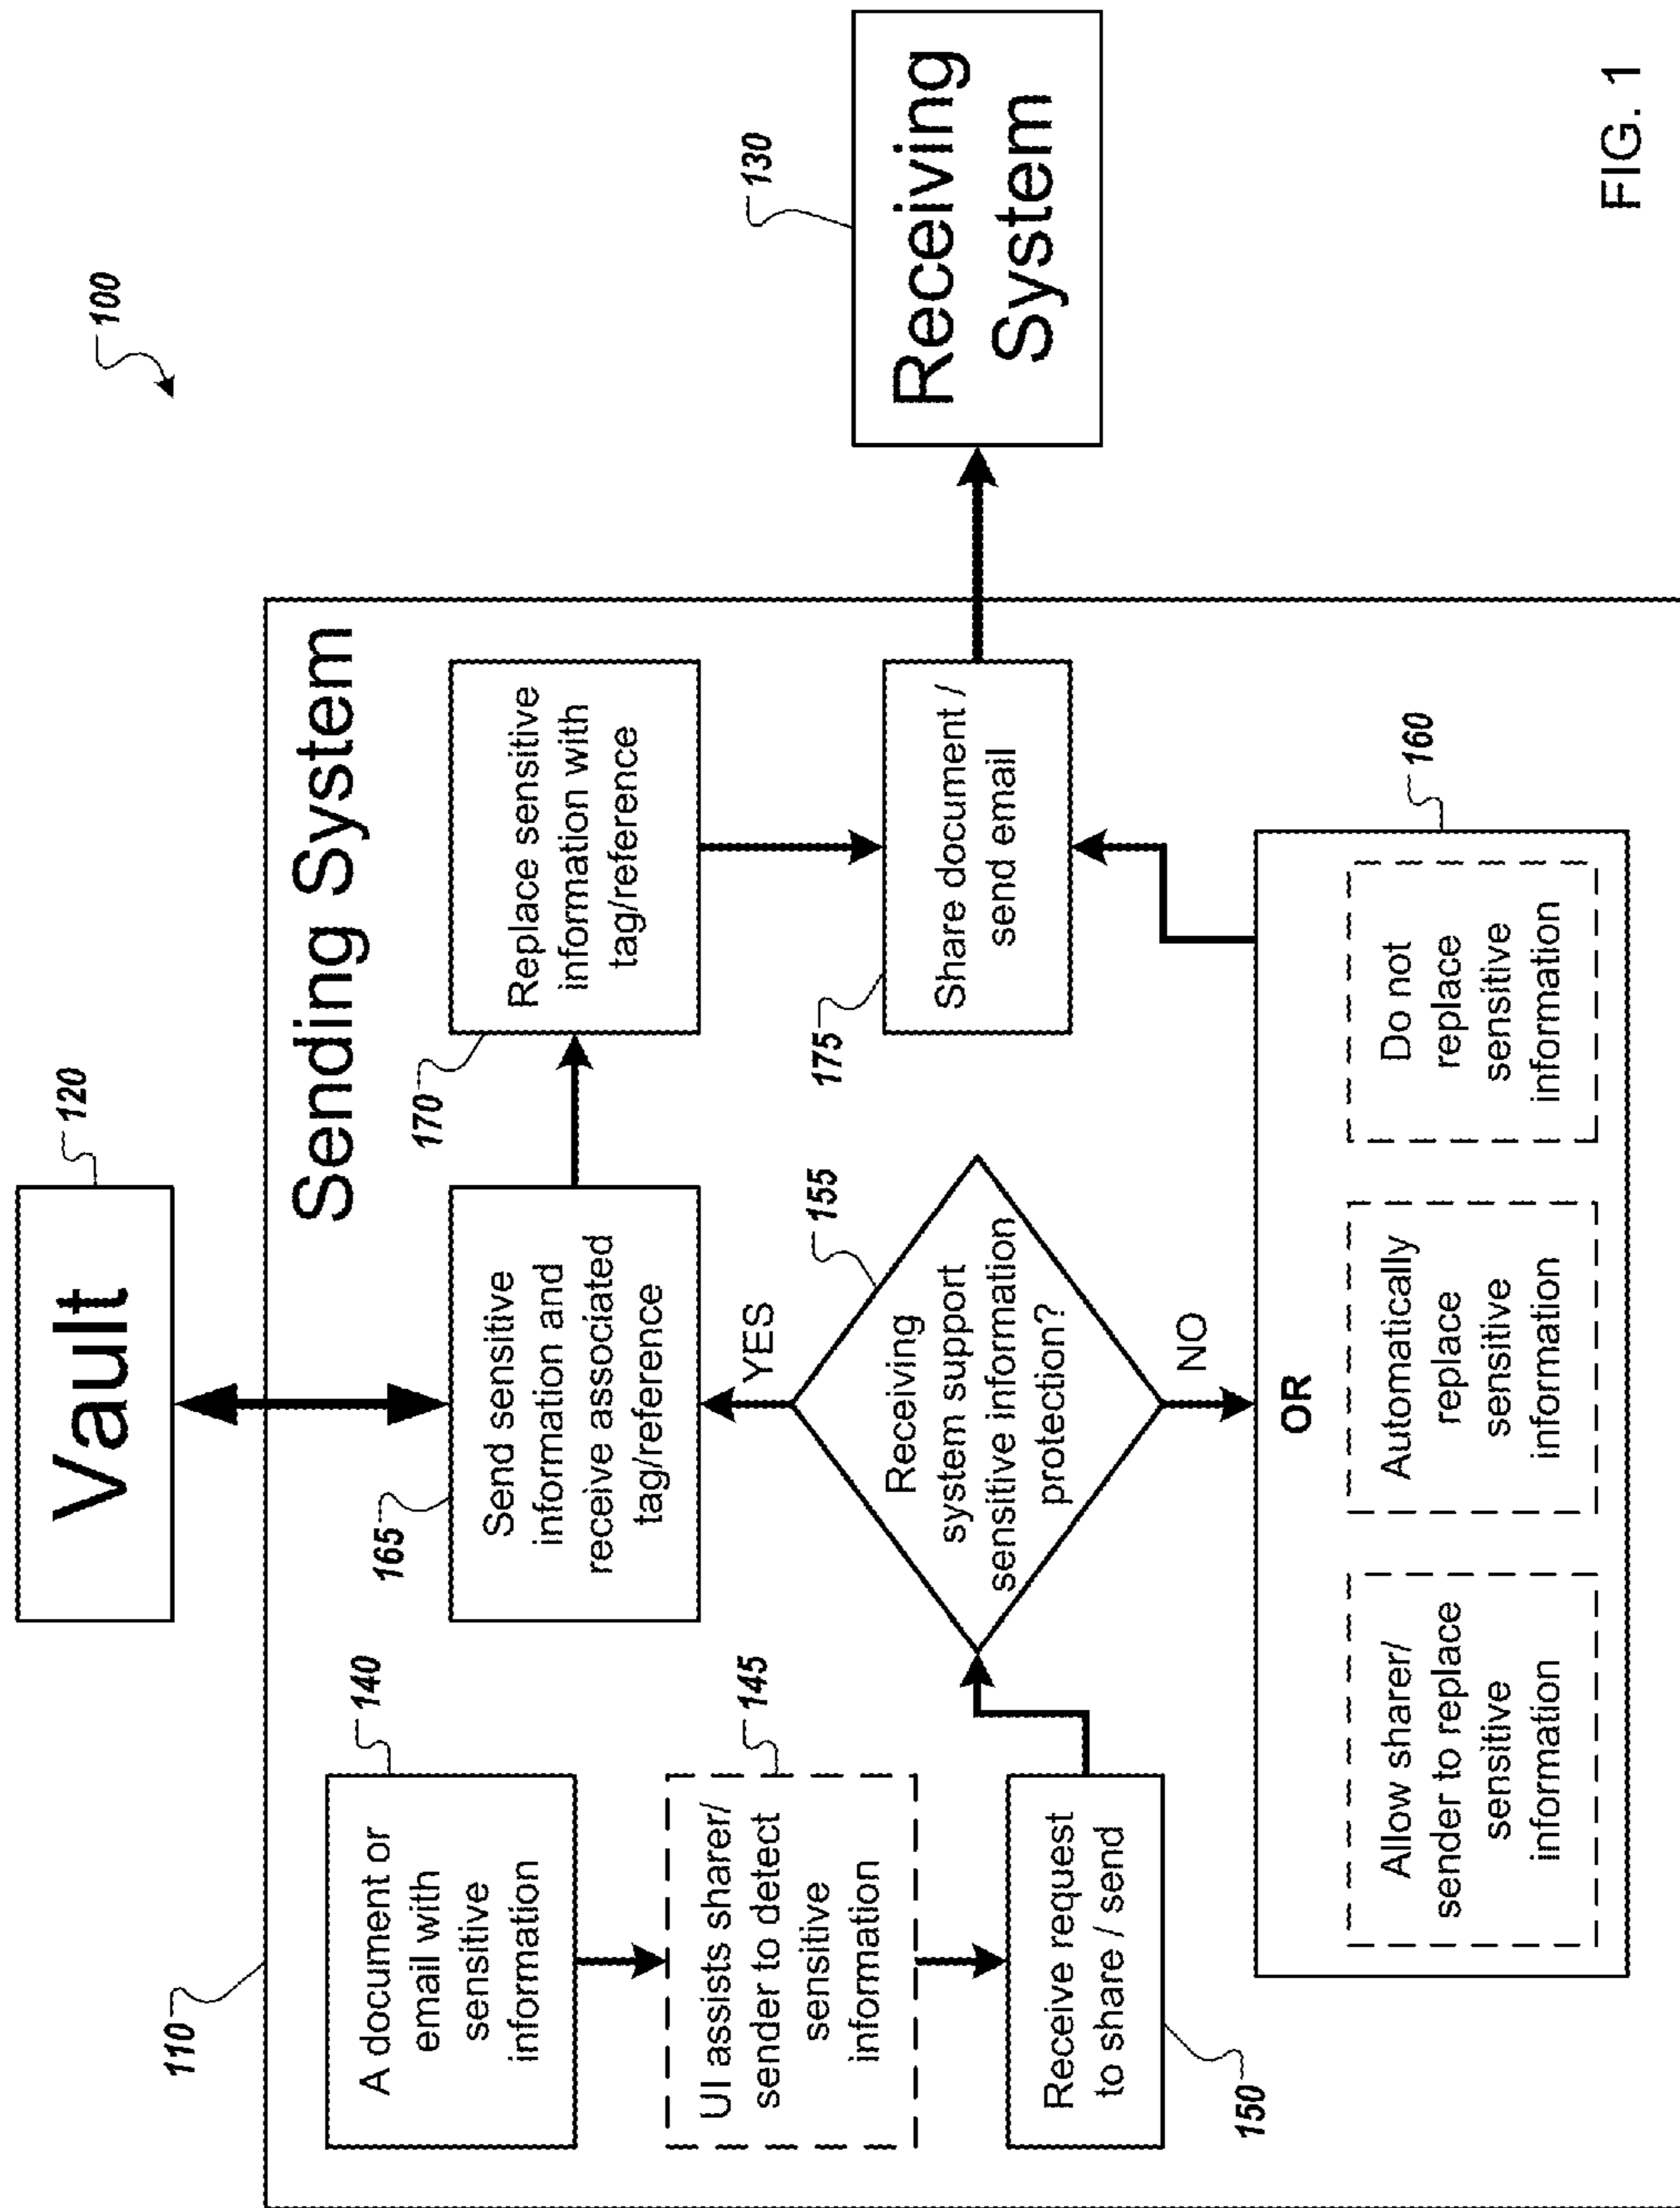 100
Vault
120
110
Sending System
A document or
email with
sensitive
information
140
UI assists sharer/
sender to detect
sensitive
information
145
Receive request
to share / send
150
Send sensitive
information and
receive associated
tag/reference
165
YES
Receiving
system support
sensitive information
protection?
155
NO
Replace sensitive
information with
tag/reference
170
Share document /
send email
175
OR
160
Allow sharer/
sender to replace
sensitive
information
Automatically
replace
sensitive
information
Do not
replace
sensitive
information
Receiving
System
130
FIG. 1